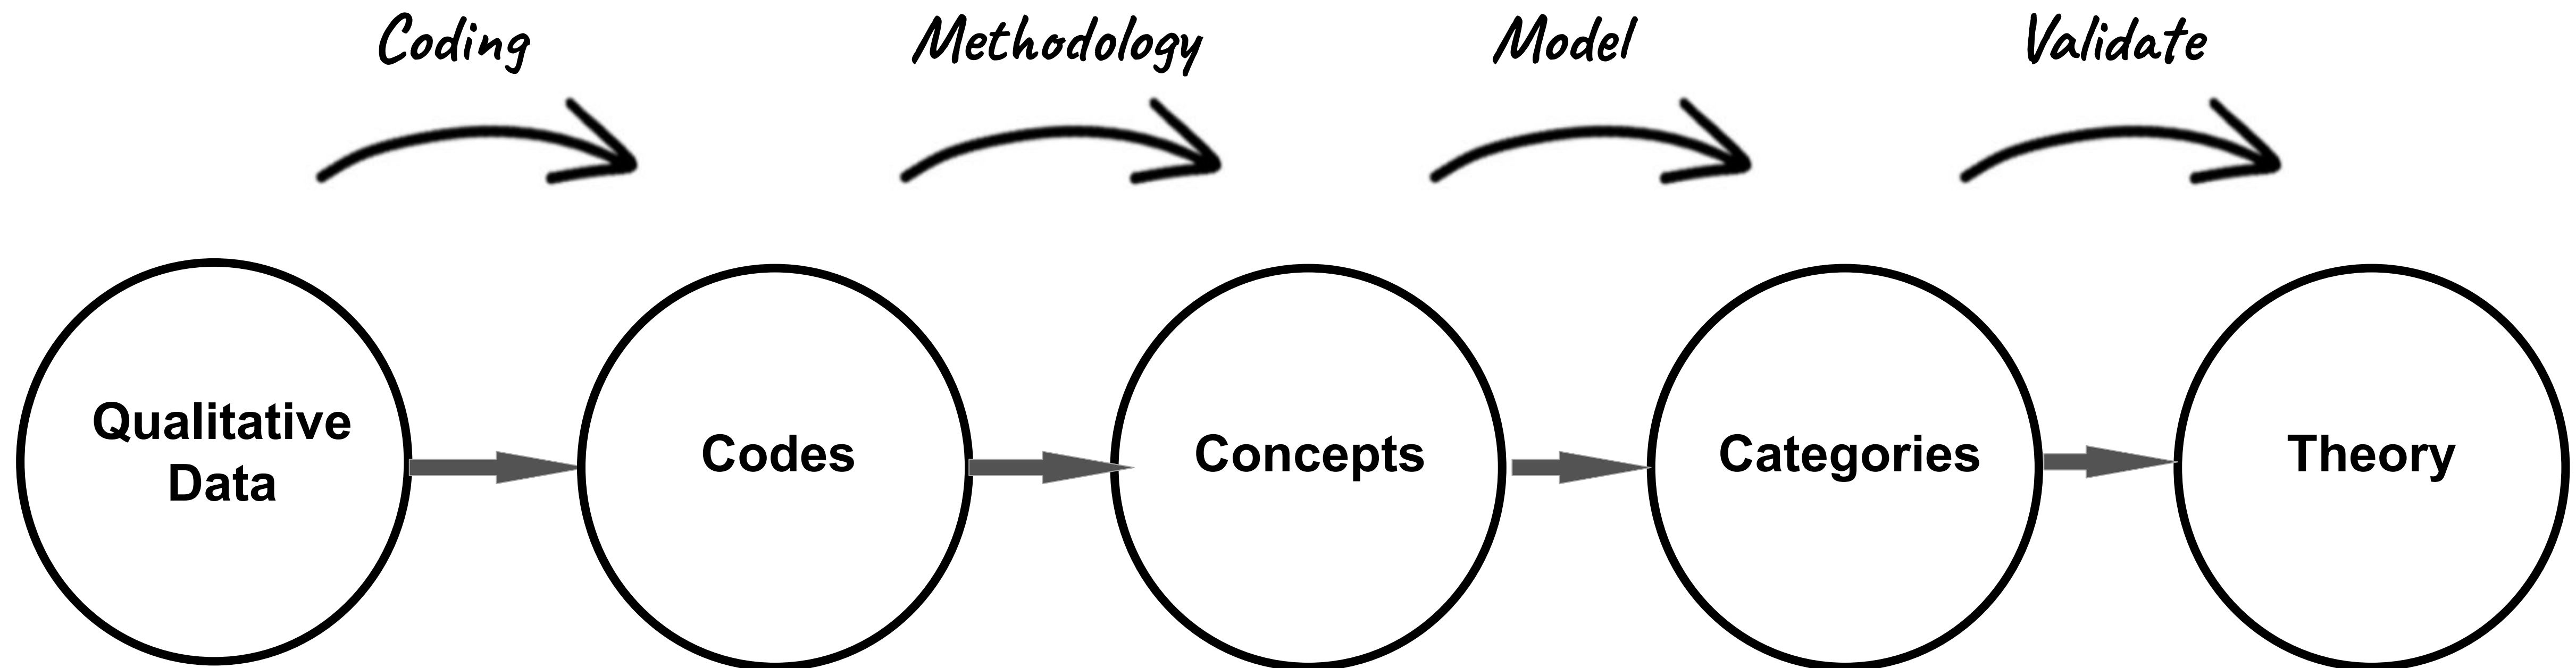 Coding
Methodology
Model
Validate
Qualitative
Data
Codes
Concepts
Categories
Theory